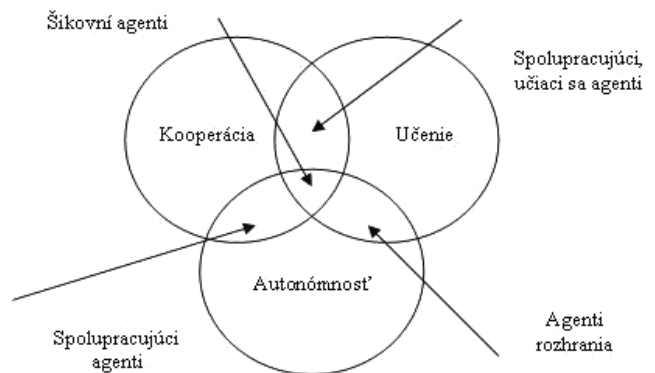 Šikovní agenti
Spolupracujúci,
učiaci sa agenti
Kooperácia
Učenie
Autonómnosť
Spolupracujúci
agenti
Agenti
rozhrania